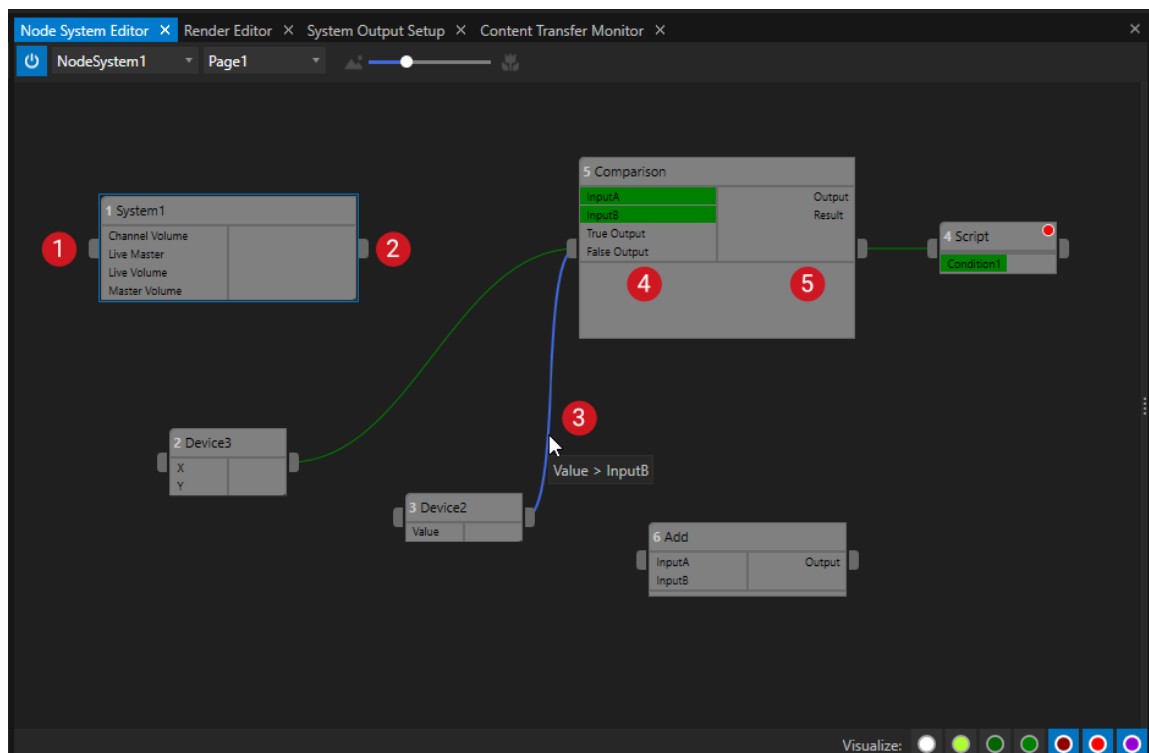 Node System Editor
Render Editor
System Output Setup
Content Transfer Monitor
NodeSystem1
Page1
5 Comparison
InputA
Output
InputB
Result
True Output
False Output
1 System1
Channel Volume
Live Master
Live Volume
Master Volume
1
2
4 Script
Condition1
4
5
3
2 Device3
X
Y
Value > InputB
3 Device2
Value
6 Add
InputA
Output
InputB
Visualize: